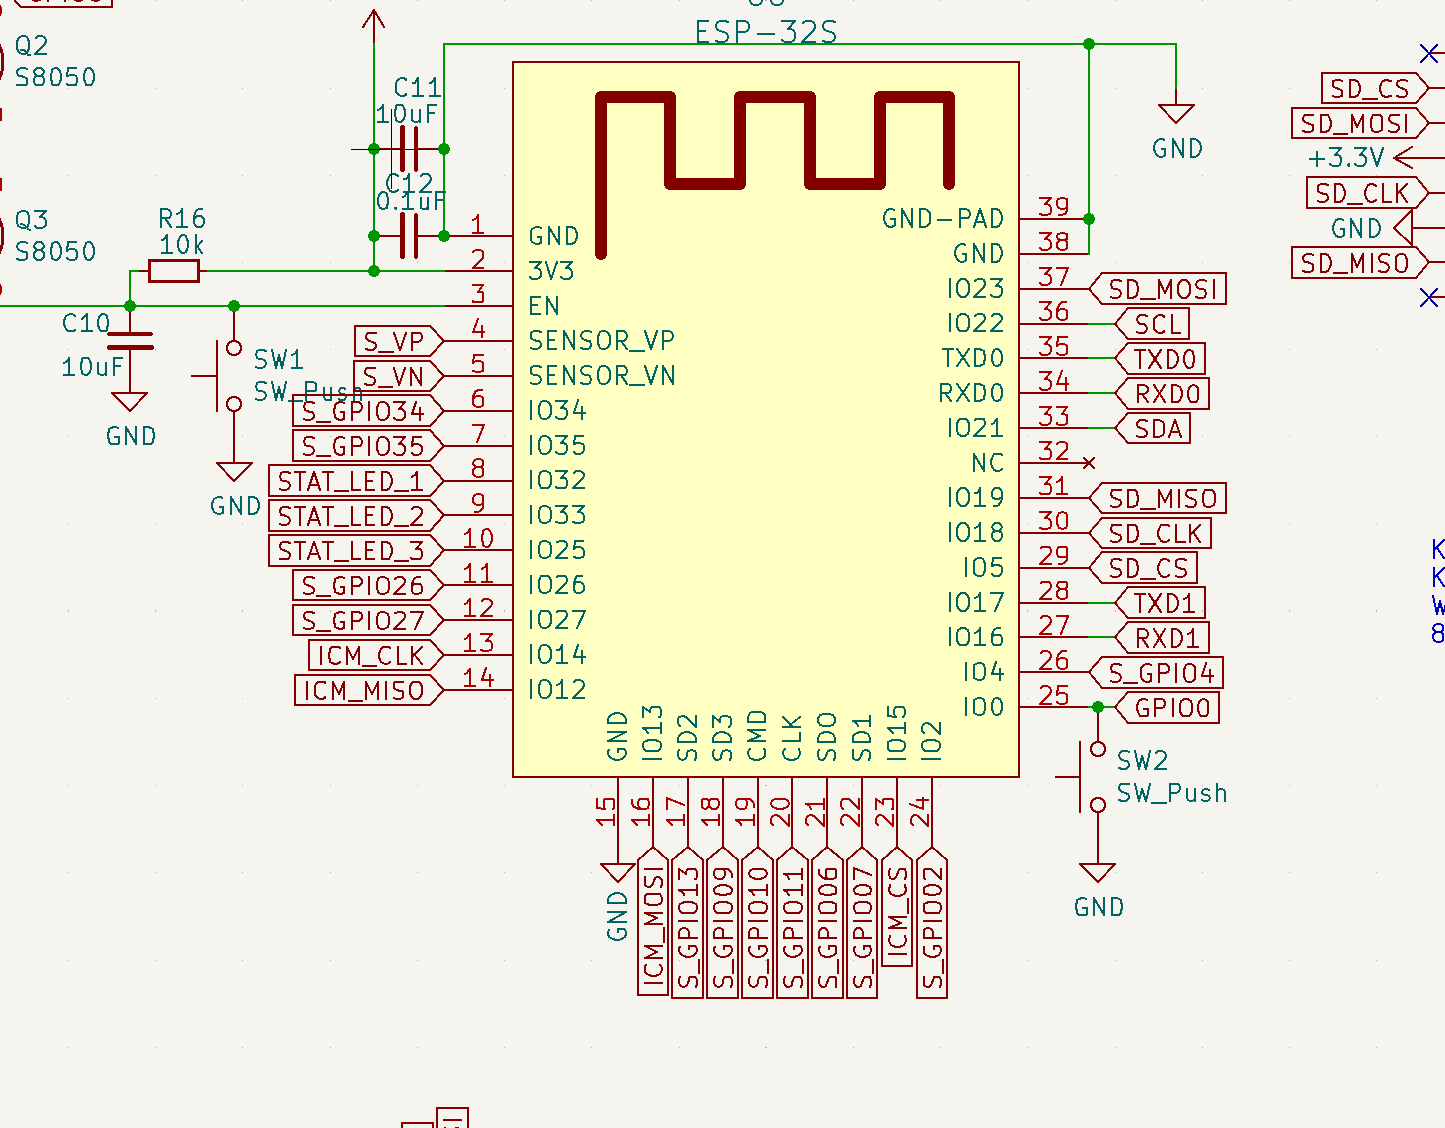 ESP-32S
Q2
S8050
C11
10uF
C12
0.1uF
Q3
S8050
R16
10k
C10
10uF
GND
SW1
SW_Push
GND
S_VP
S_VN
S_GPIO34
S_GPIO35
STAT_LED_1
STAT_LED_2
STAT_LED_3
S_GPIO26
S_GPIO27
ICM_CLK
ICM_MISO
1 GND
2 3V3
3 EN
4 SENSOR_VP
5 SENSOR_VN
6 IO34
7 IO35
8 IO32
9 IO33
10 IO25
11 IO26
12 IO27
13 IO14
14 IO12
GND
IO13
SD2
SD3
CMD
CLK
SDO
SD1
IO15
IO2
15
16
17
18
19
20
21
22
23
24
GND
ICM_MOSI
S_GPIO13
S_GPIO09
S_GPIO10
S_GPIO11
S_GPIO06
S_GPIO07
ICM_CS
S_GPIO02
GND-PAD 39
GND 38
IO23 37 SD_MOSI
IO22 36 SCL
TXD0 35 TXD0
RXD0 34 RXD0
IO21 33 SDA
NC 32
IO19 31 SD_MISO
IO18 30 SD_CLK
IO5 29 SD_CS
IO17 28 TXD1
IO16 27 RXD1
IO4 26 S_GPIO4
IO0 25 GPIO0
SW2
SW_Push
GND
GND
SD_CS
SD_MOSI
+3.3V
SD_CLK
GND
SD_MISO
K
K
W
8